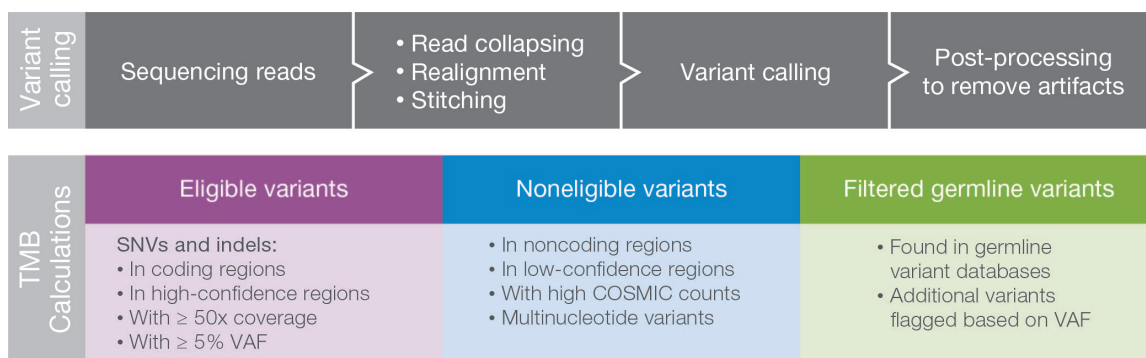 Variant
calling
Sequencing reads
• Read collapsing
• Realignment
• Stitching
Variant calling
Post-processing
to remove artifacts
TMB
Calculations
Eligible variants
SNVs and indels:
• In coding regions
• In high-confidence regions
• With ≥ 50x coverage
• With ≥ 5% VAF
Noneligible variants
• In noncoding regions
• In low-confidence regions
• With high COSMIC counts
• Multinucleotide variants
Filtered germline variants
• Found in germline
variant databases
• Additional variants
flagged based on VAF